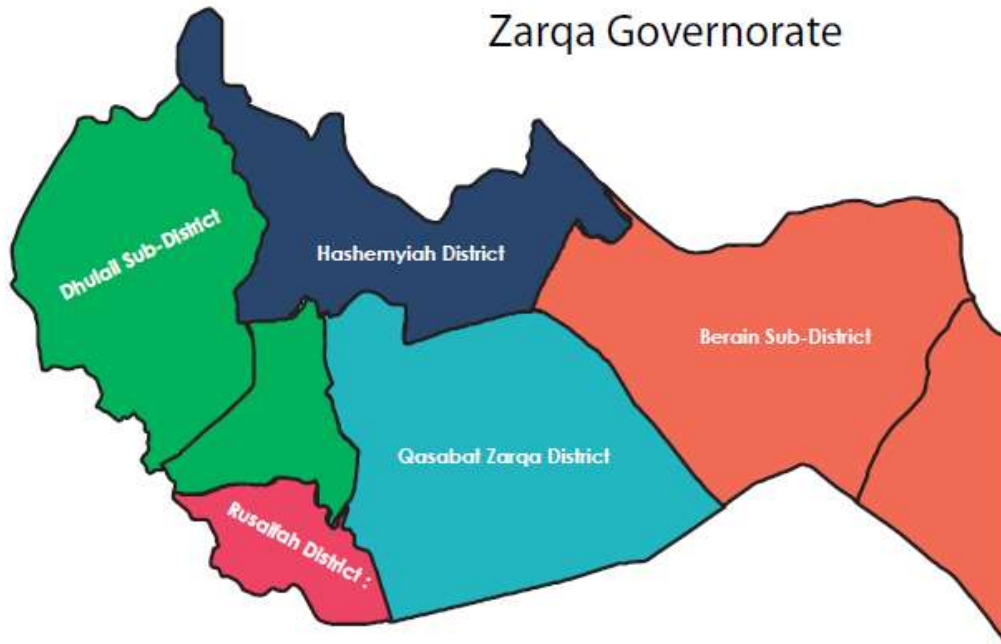 Zarqa Governorate
Dhulail Sub-District
Hashemyiah District
Berain Sub-District
Qasabat Zarqa District
Rusaifah District :